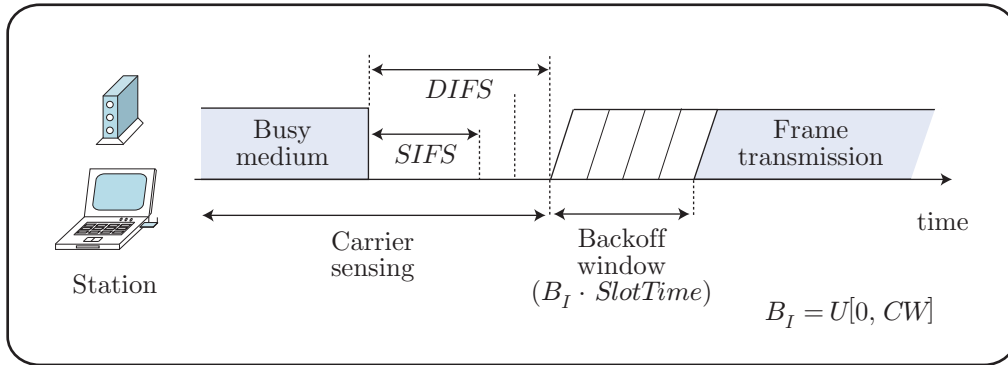 DIFS
Busy
medium
SIFS
Frame
transmission
time
Carrier
sensing
Backoff
window
(B_I · SlotTime)
Station
B_I = U[0, CW]